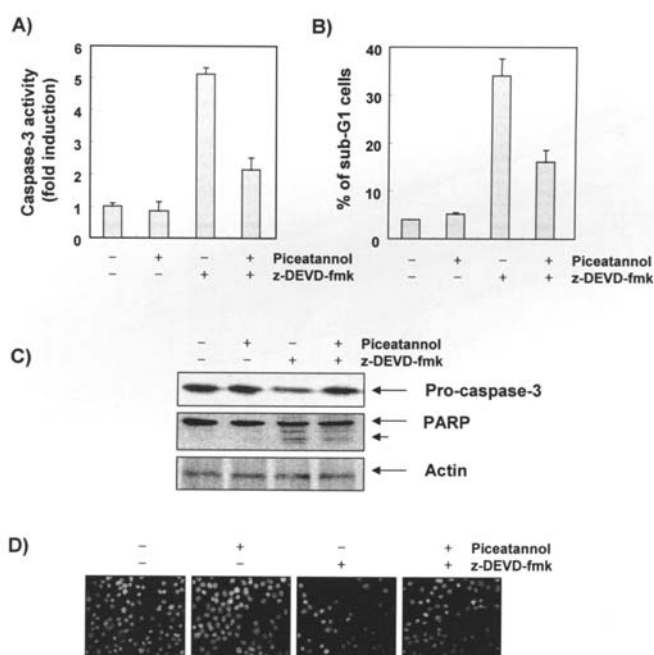 A)
Caspase-3 activity
(fold induction)
6
5
4
3
2
1
0
− + − + Piceatannol
− − + + z-DEVD-fmk
B)
% of sub-G1 cells
40
30
20
10
0
− + − + Piceatannol
− − + + z-DEVD-fmk
C)
− + − + Piceatannol
− − + + z-DEVD-fmk
Pro-caspase-3
PARP
Actin
D)
− + − + Piceatannol
− − + + z-DEVD-fmk